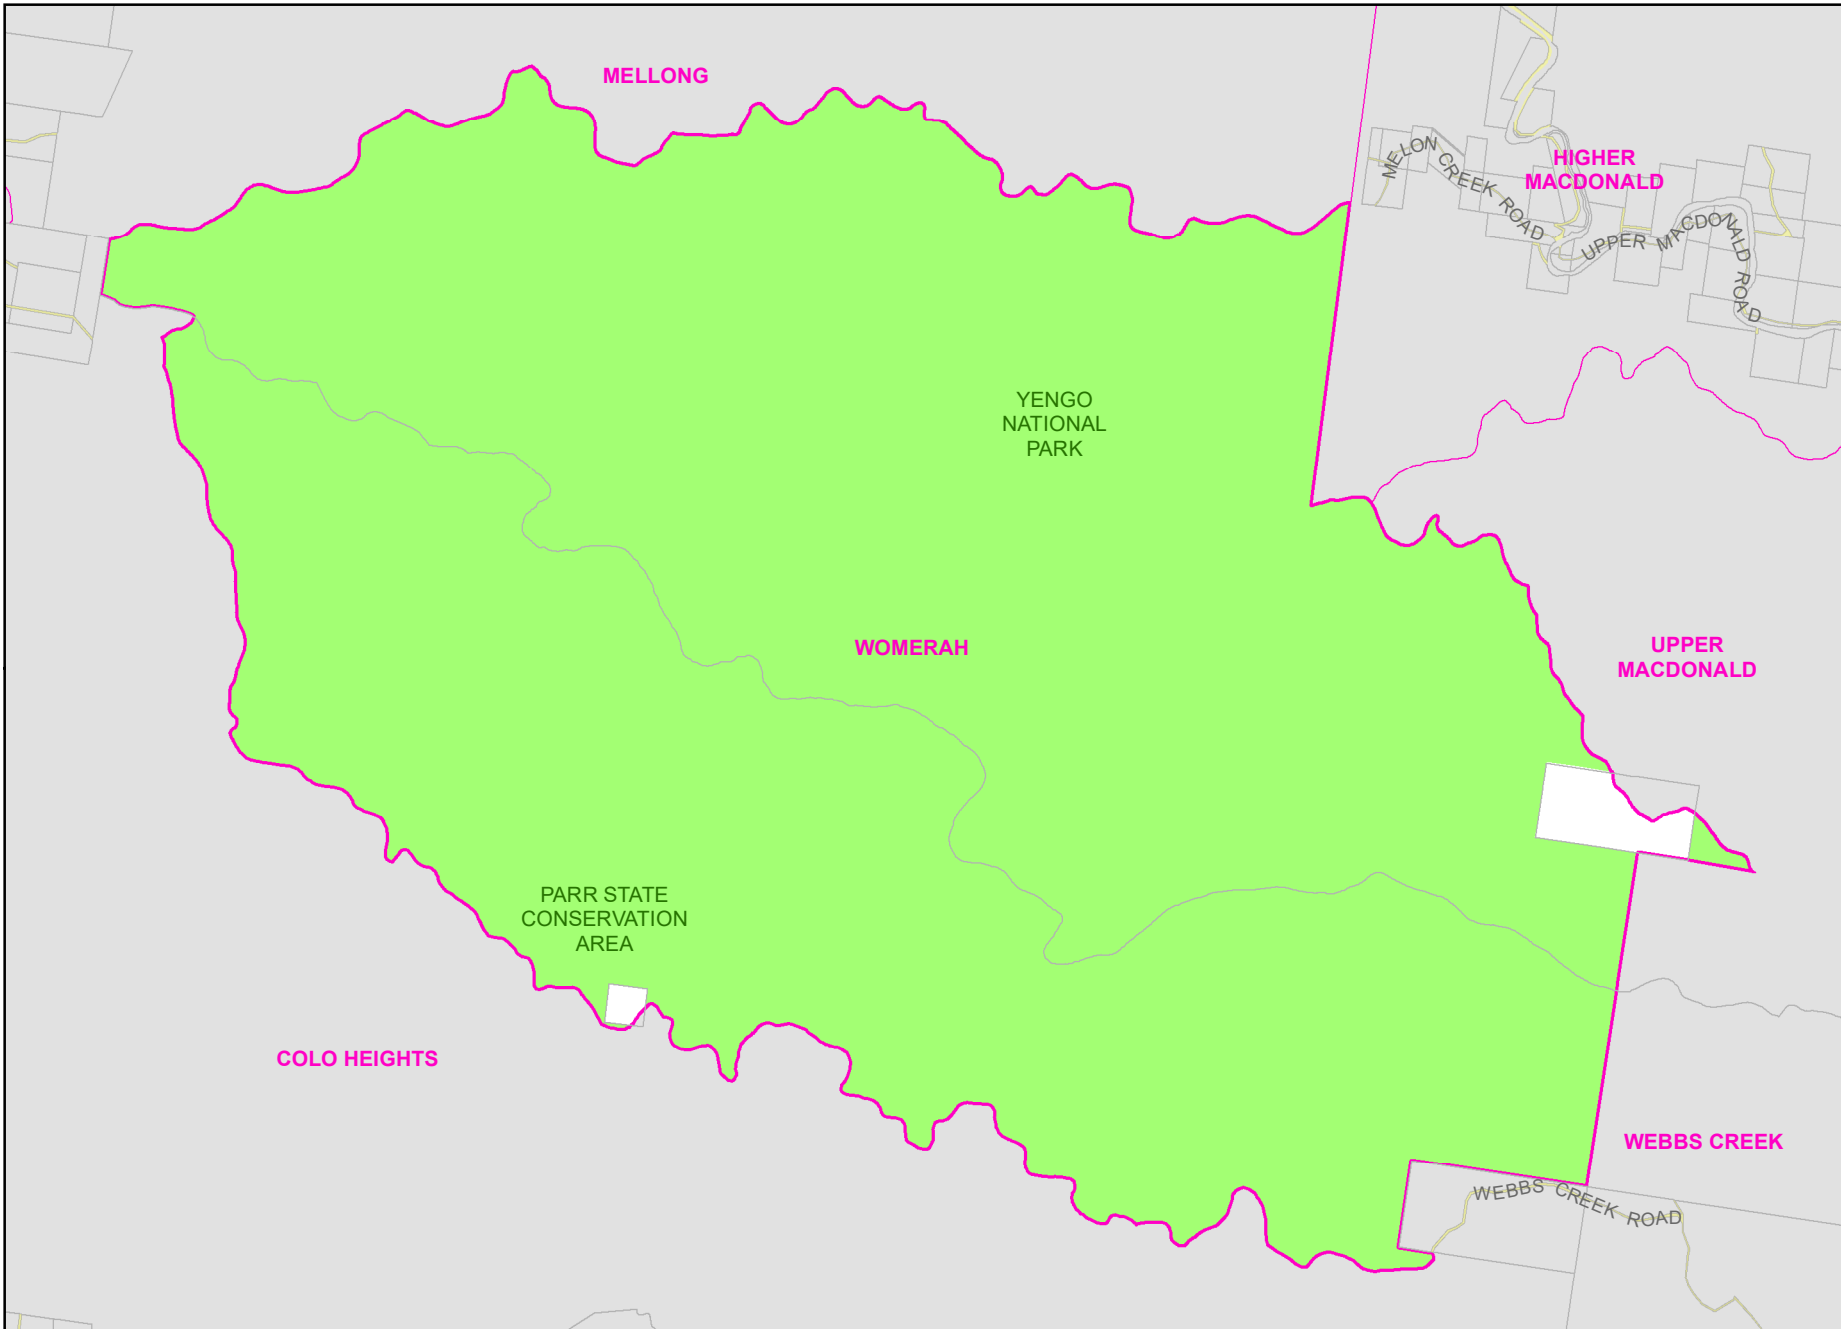 MELLONG
HIGHER
MACDONALD
MELON CREEK ROAD
UPPER MACDONALD ROAD
YENGO
NATIONAL
PARK
WOMERAH
UPPER
MACDONALD
PARR STATE
CONSERVATION
AREA
COLO HEIGHTS
WEBBS CREEK
WEBBS CREEK ROAD